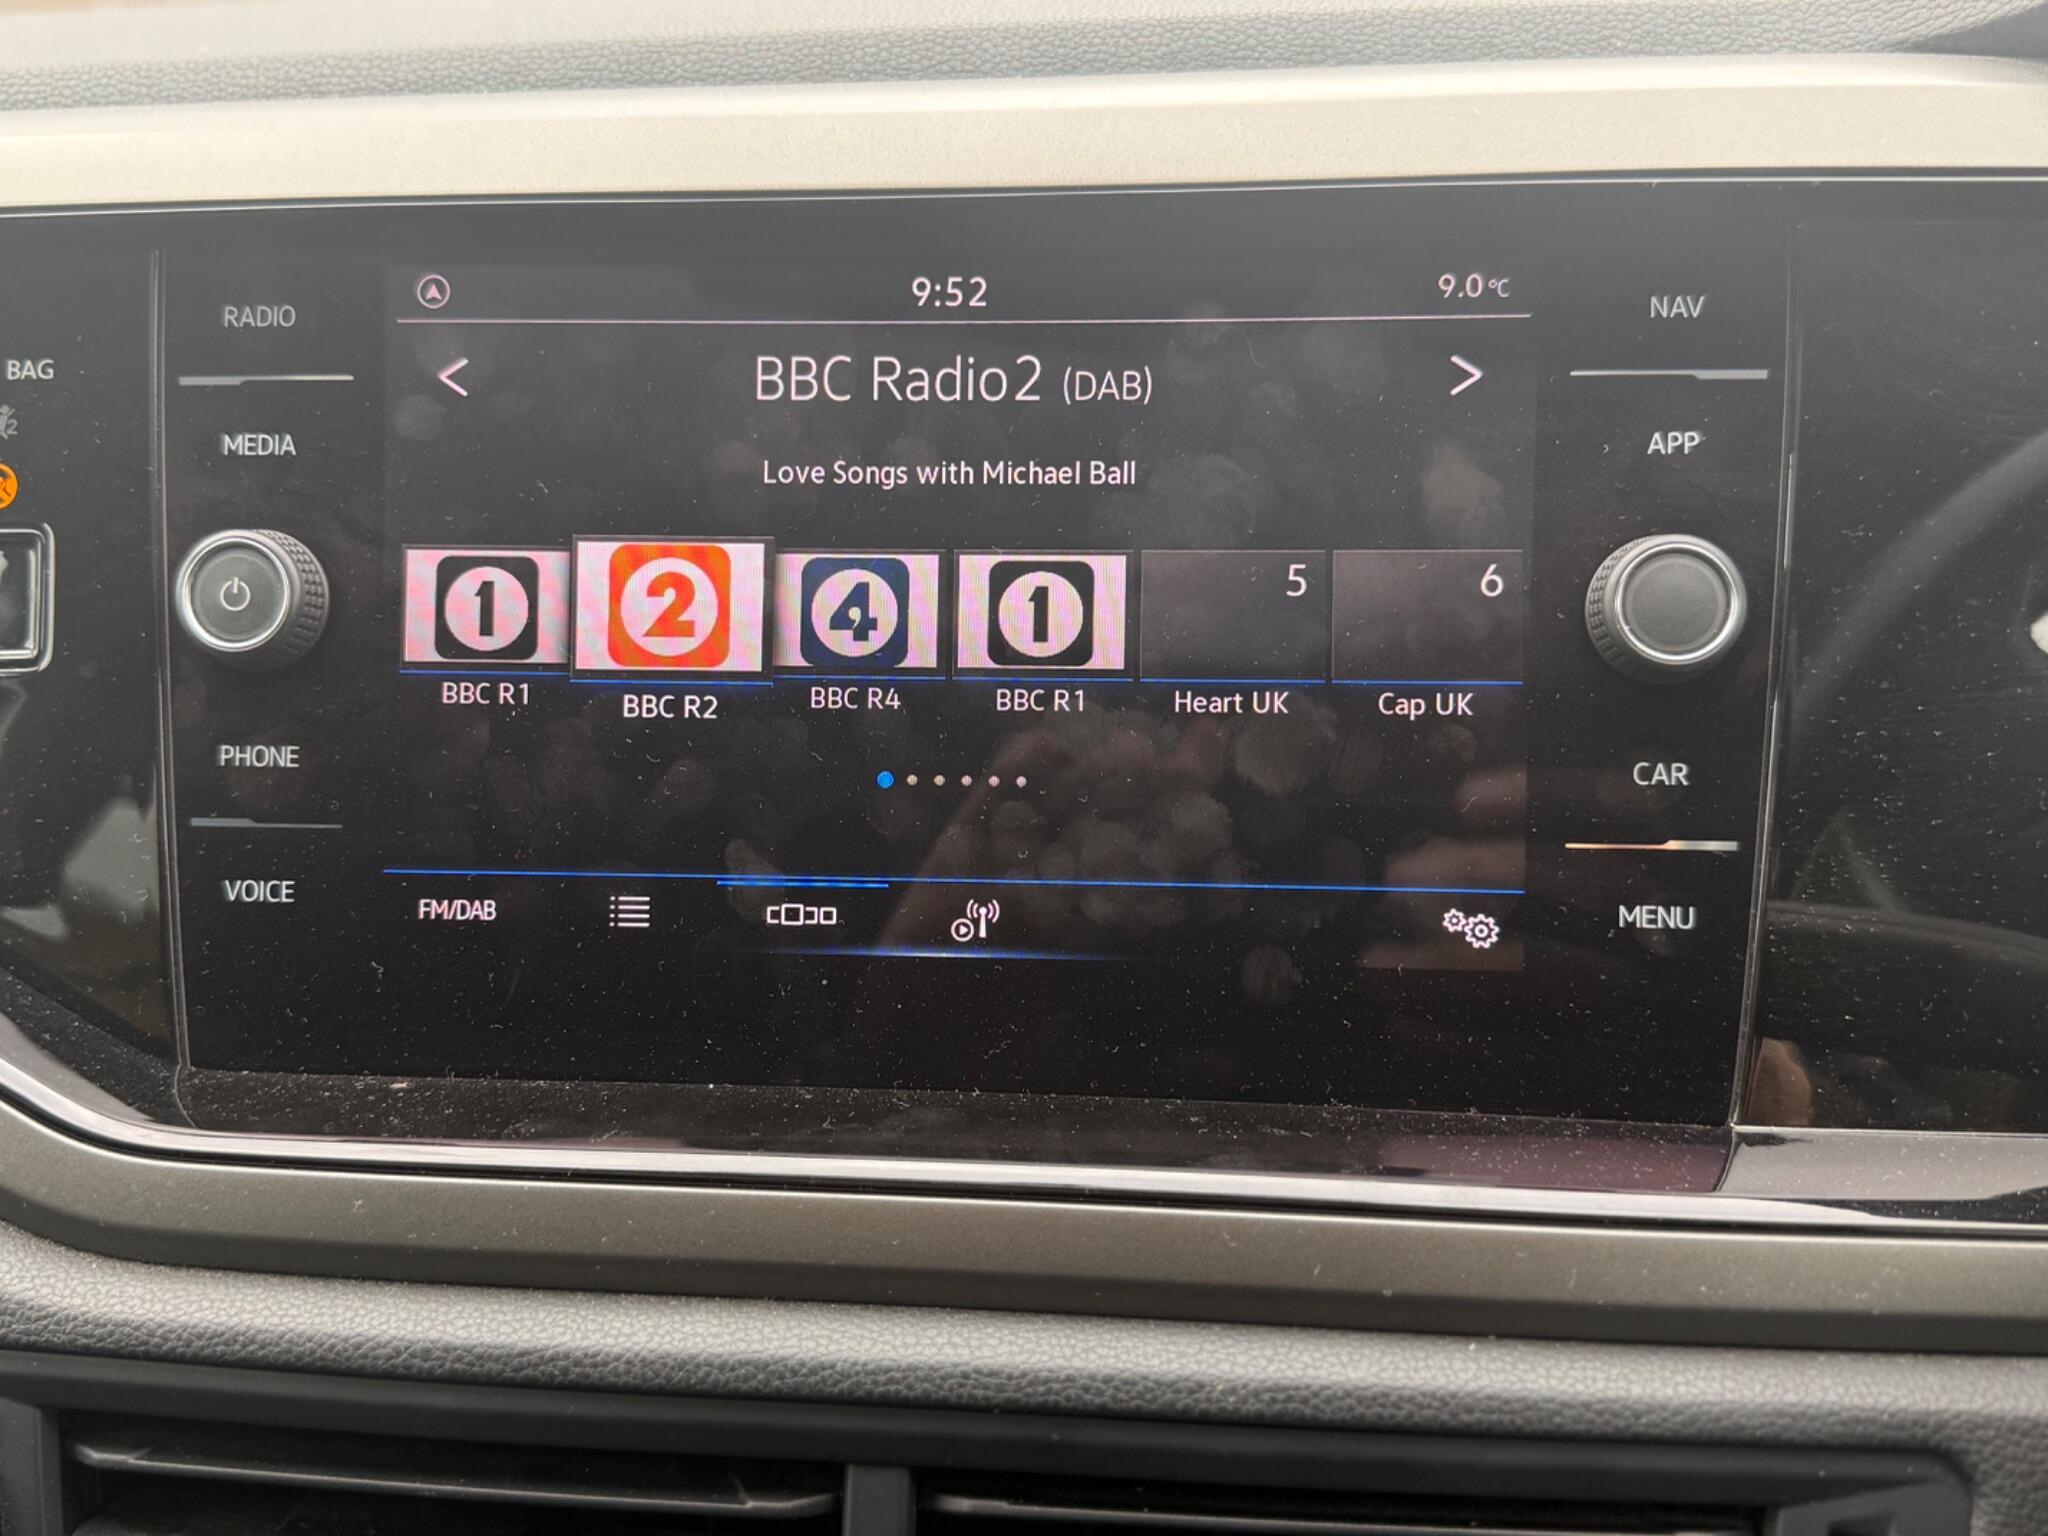 9:52
9.0°C
RADIO
NAV
BAG
< BBC Radio2 (DAB) >
MEDIA
APP
Love Songs with Michael Ball
1 2 4 1 5 6
BBC R1 BBC R2 BBC R4 BBC R1 Heart UK Cap UK
PHONE
CAR
VOICE
FM/DAB
MENU